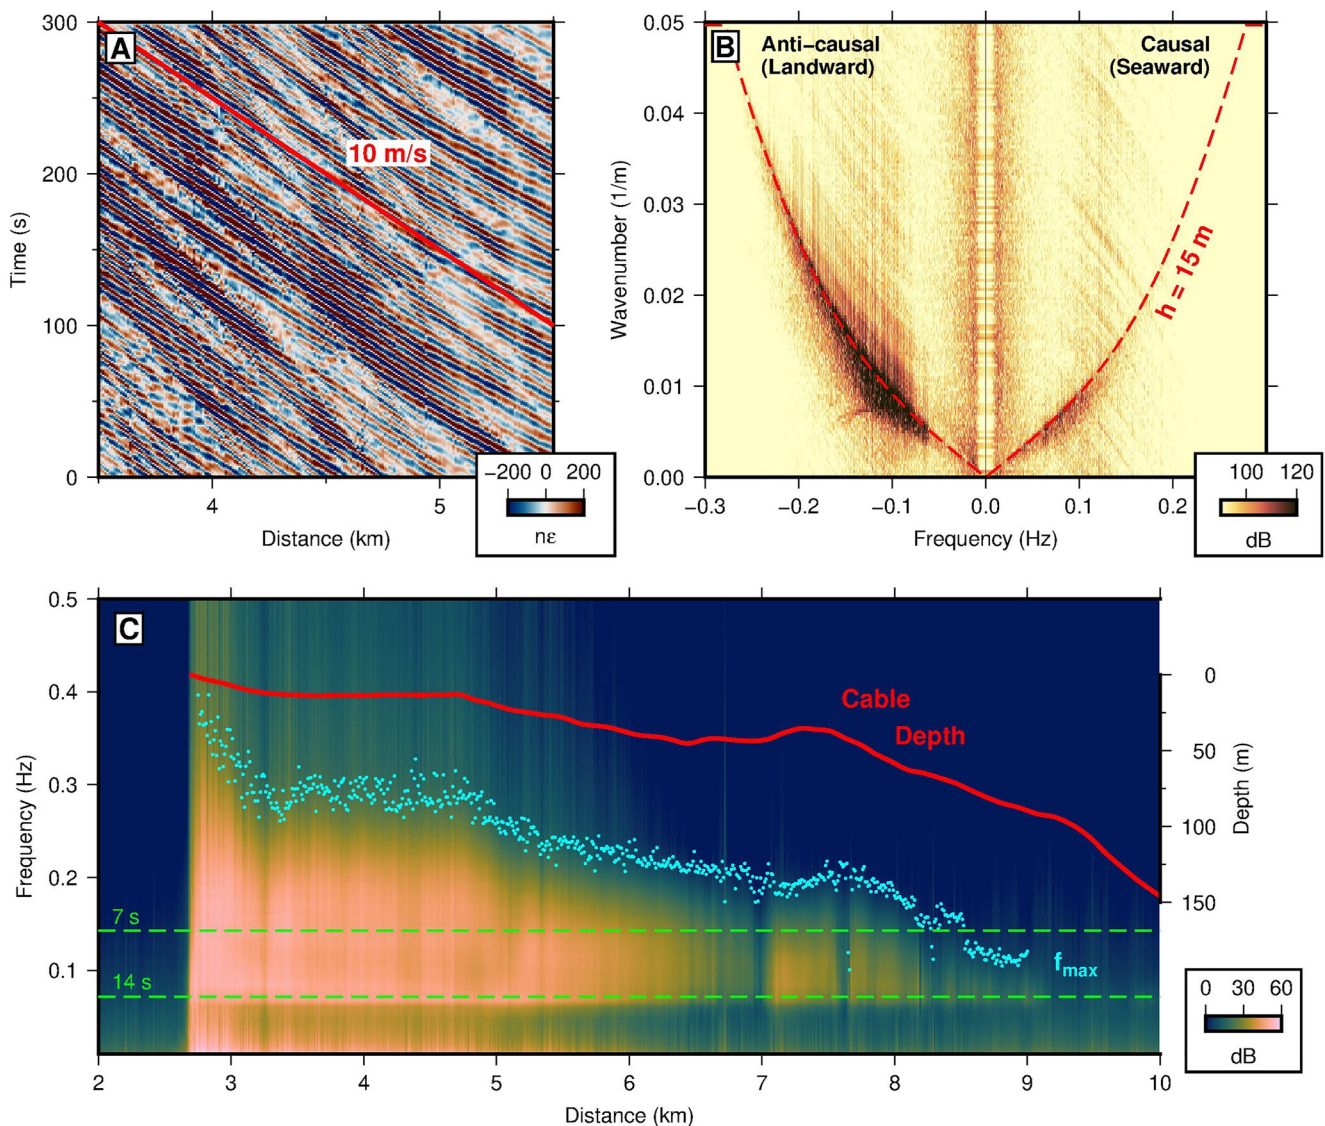 A
300
200
100
0
Time (s)
10 m/s
4
5
Distance (km)
−200 0 200
nε
B
Anti−causal
(Landward)
Causal
(Seaward)
0.05
0.04
0.03
0.02
0.01
0.00
Wavenumber (1/m)
h = 15 m
−0.3 −0.2 −0.1 0.0 0.1 0.2
Frequency (Hz)
100 120
dB
C
0.5
0.4
0.3
0.2
0.1
Frequency (Hz)
Cable
Depth
0
50
100
150
Depth (m)
7 s
14 s
fmax
2 3 4 5 6 7 8 9 10
Distance (km)
0 30 60
dB